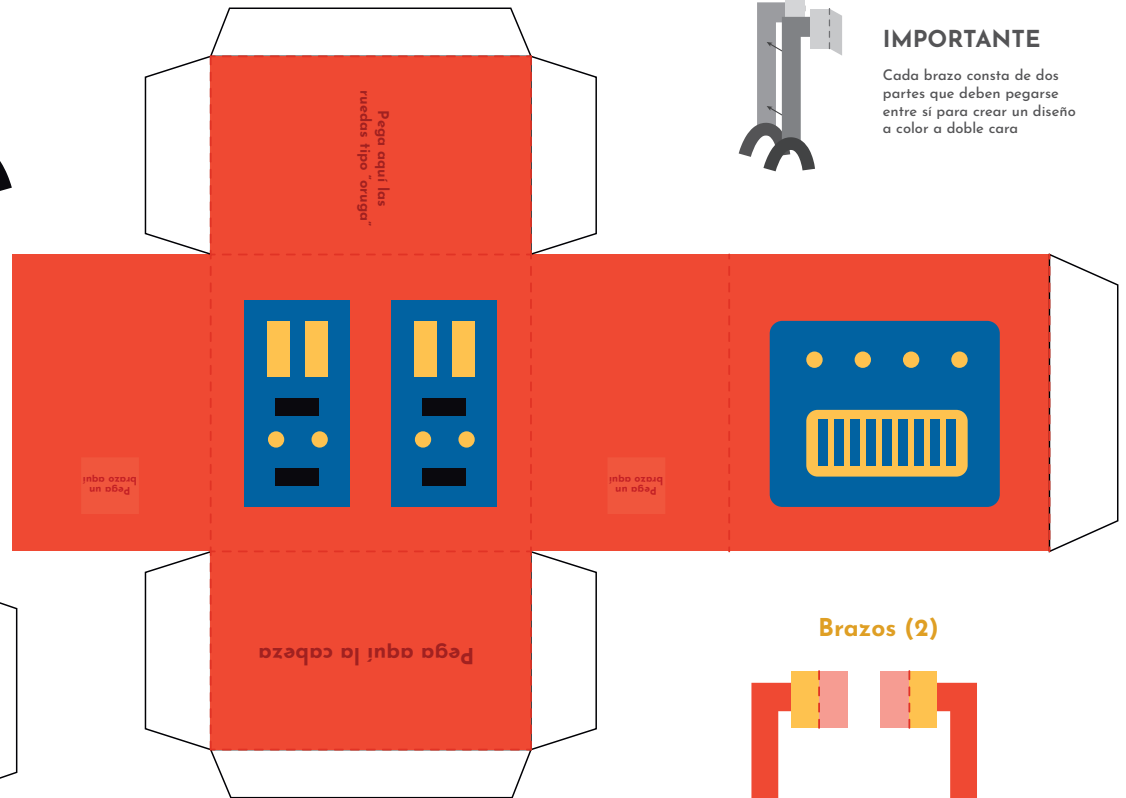 IMPORTANTE
Cada brazo consta de dos
partes que deben pegarse
entre sí para crear un diseño
a color a doble cara
Pega aquí las
ruedas tipo "oruga"
Pega un
brazo aquí
Pega un
brazo aquí
Pega aquí la cabeza
Brazos (2)